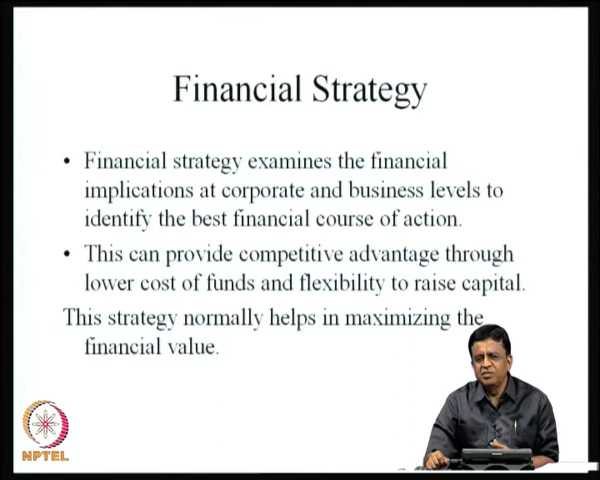 Financial Strategy
• Financial strategy examines the financial
implications at corporate and business levels to
identify the best financial course of action.
• This can provide competitive advantage through
lower cost of funds and flexibility to raise capital.
This strategy normally helps in maximizing the
financial value.
NPTEL